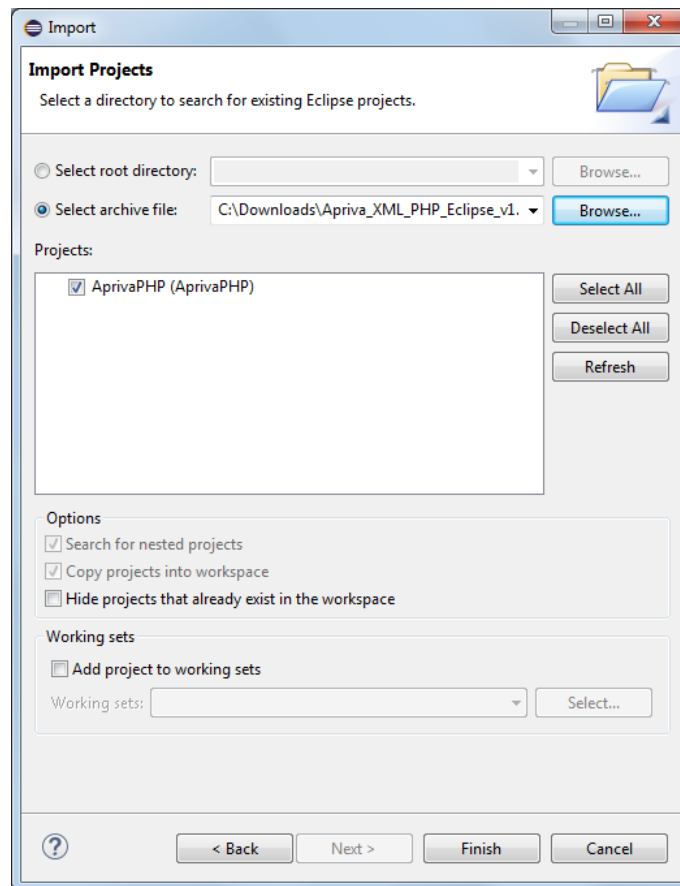 Import
Import Projects
Select a directory to search for existing Eclipse projects.
Select root directory: Browse...
Select archive file: C:\Downloads\Apriva_XML_PHP_Eclipse_v1. Browse...
Projects:
AprivaPHP (AprivaPHP)
Select All
Deselect All
Refresh
Options
Search for nested projects
Copy projects into workspace
Hide projects that already exist in the workspace
Working sets
Add project to working sets
Working sets: Select...
? < Back Next > Finish Cancel